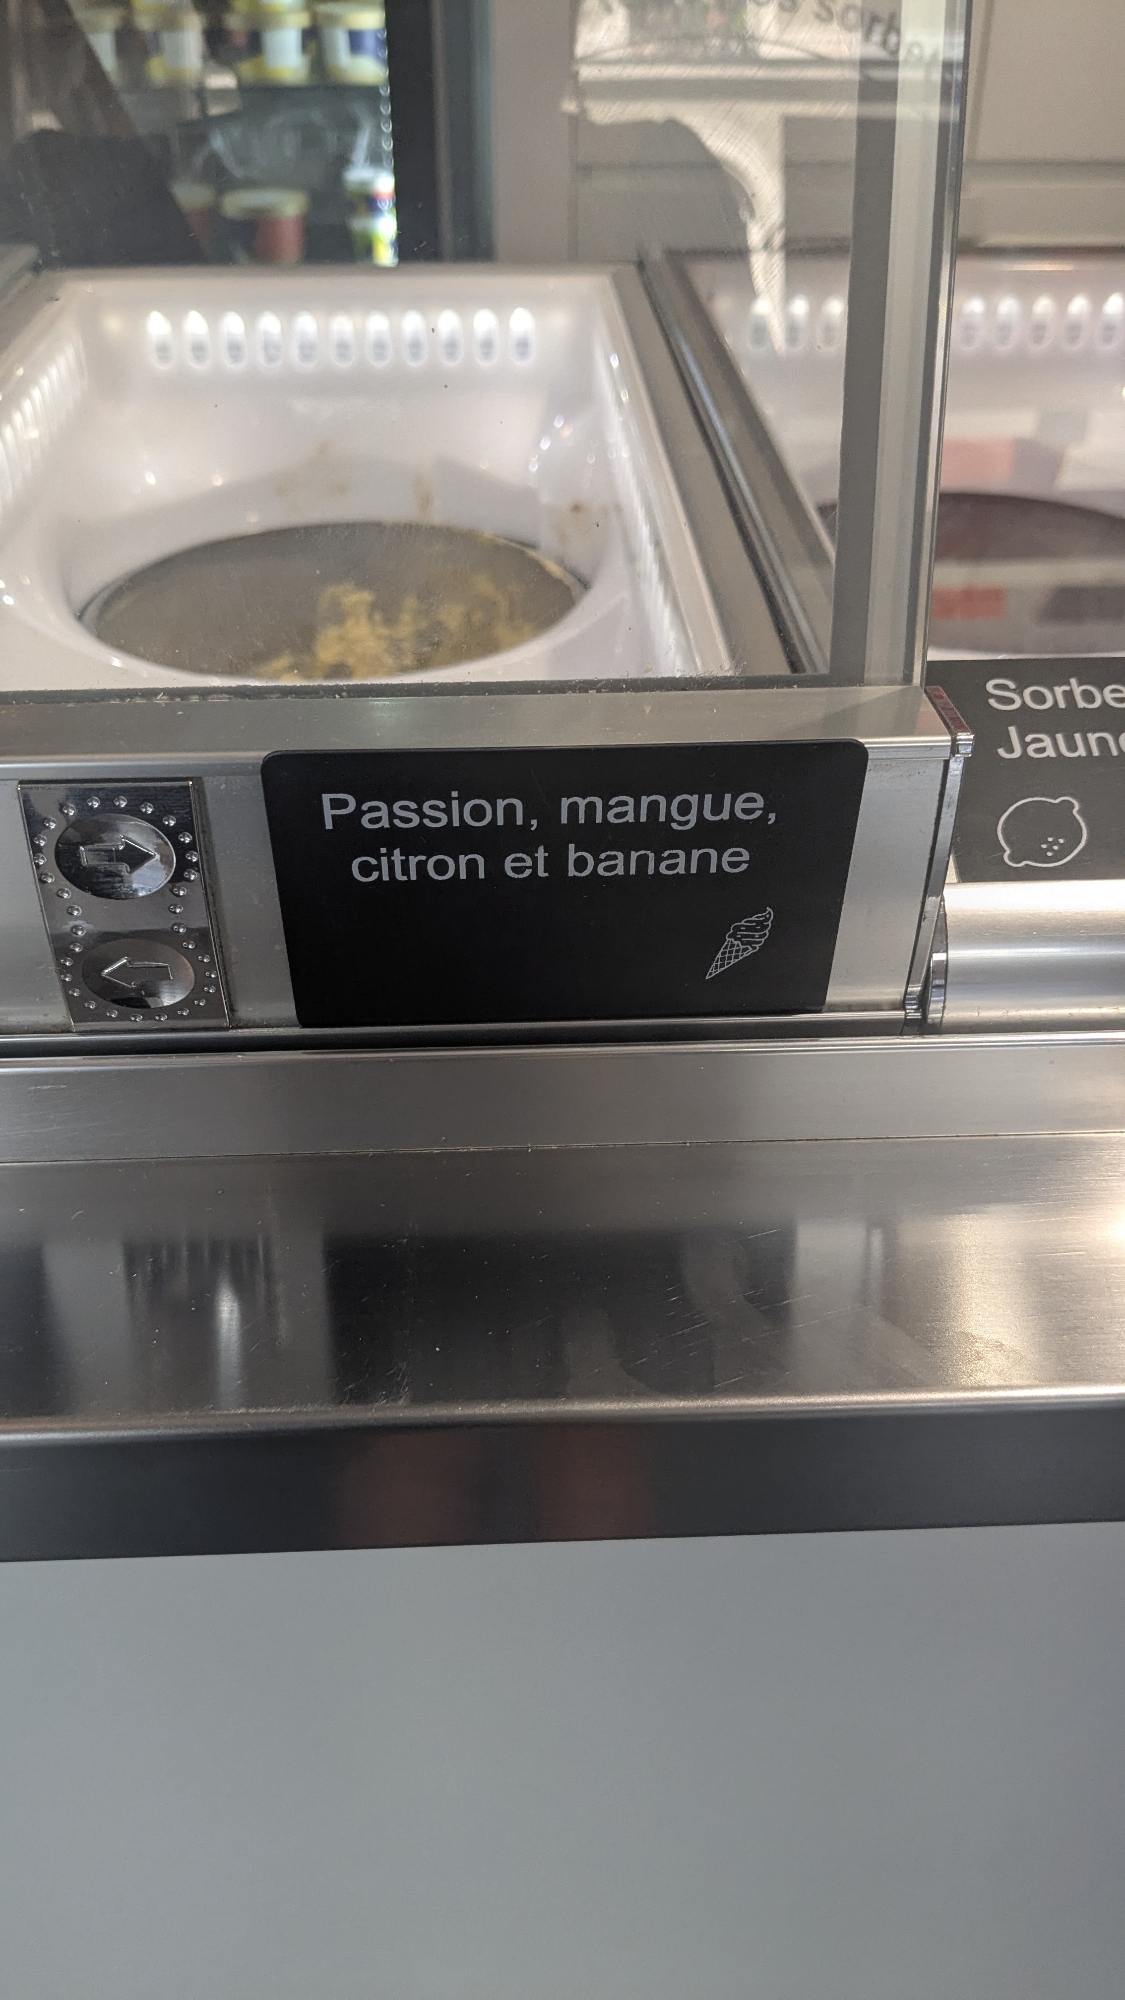 Passion, mangue,
citron et banane
Sorbe
Jaun